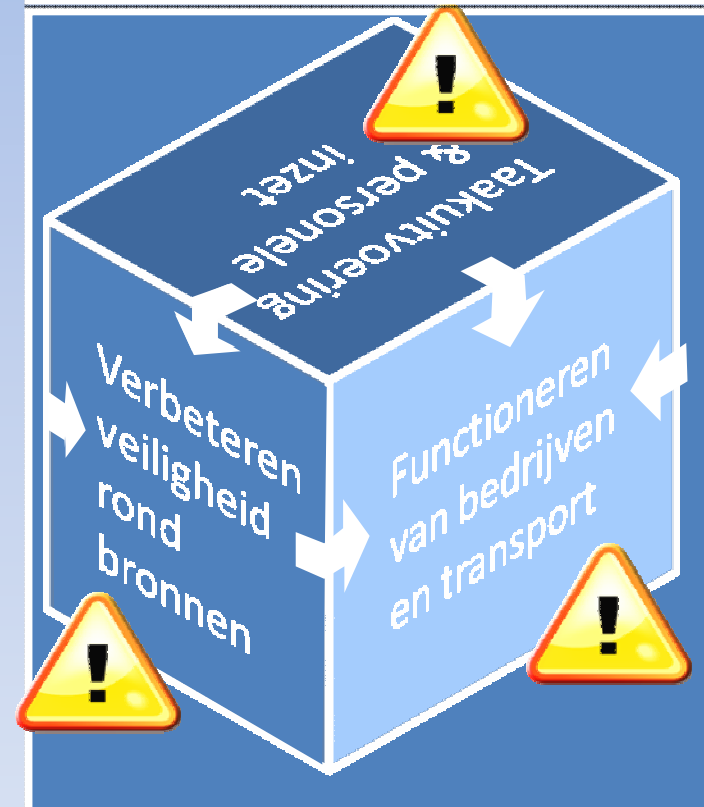 Taakuitvoering
& personele
inzet
Verbeteren
veiligheid
rond
bronnen
Functioneren
van bedrijven
en transport